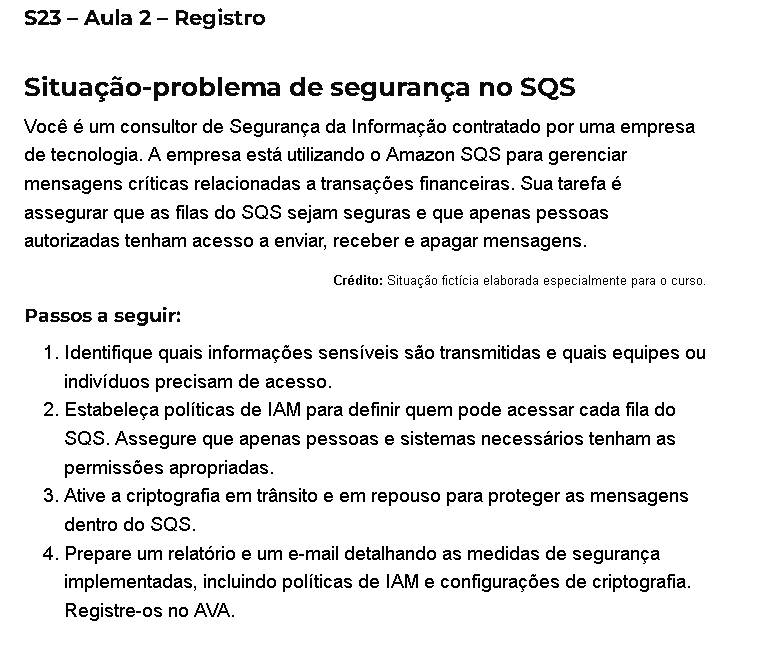 S23 – Aula 2 – Registro
Situação-problema de segurança no SQS
Você é um consultor de Segurança da Informação contratado por uma empresa
de tecnologia. A empresa está utilizando o Amazon SQS para gerenciar
mensagens críticas relacionadas a transações financeiras. Sua tarefa é
assegurar que as filas do SQS sejam seguras e que apenas pessoas
autorizadas tenham acesso a enviar, receber e apagar mensagens.
Crédito: Situação fictícia elaborada especialmente para o curso.
Passos a seguir:
1. Identifique quais informações sensíveis são transmitidas e quais equipes ou
indivíduos precisam de acesso.
2. Estabeleça políticas de IAM para definir quem pode acessar cada fila do
SQS. Assegure que apenas pessoas e sistemas necessários tenham as
permissões apropriadas.
3. Ative a criptografia em trânsito e em repouso para proteger as mensagens
dentro do SQS.
4. Prepare um relatório e um e-mail detalhando as medidas de segurança
implementadas, incluindo políticas de IAM e configurações de criptografia.
Registre-os no AVA.